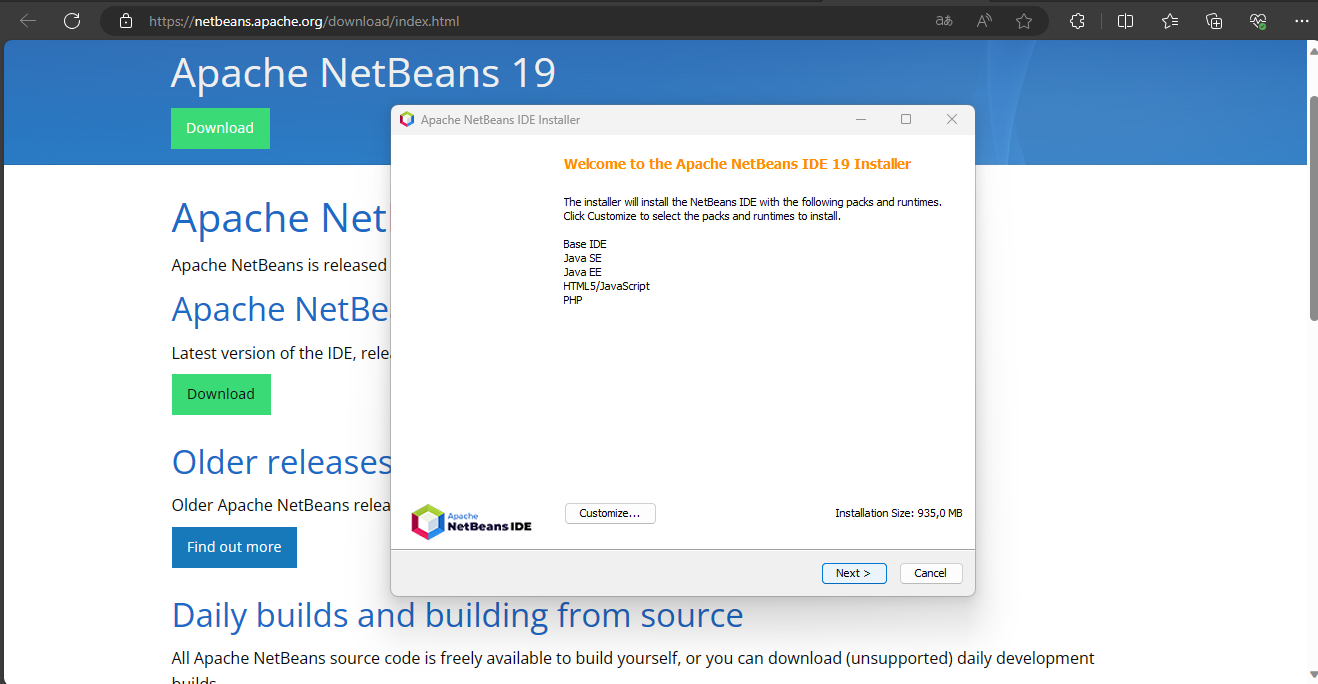 https://netbeans.apache.org/download/index.html
Apache NetBeans 19
Download
Apache Net
Apache NetBeans is released
Apache NetBe
Latest version of the IDE, rele
Download
Older releases
Older Apache NetBeans relea
Find out more
Daily builds and building from source
All Apache NetBeans source code is freely available to build yourself, or you can download (unsupported) daily development
builds
Apache NetBeans IDE Installer
Welcome to the Apache NetBeans IDE 19 Installer
The installer will install the NetBeans IDE with the following packs and runtimes.
Click Customize to select the packs and runtimes to install.
Base IDE
Java SE
Java EE
HTML5/JavaScript
PHP
Apache
NetBeans IDE
Customize...
Installation Size: 935,0 MB
Next >
Cancel